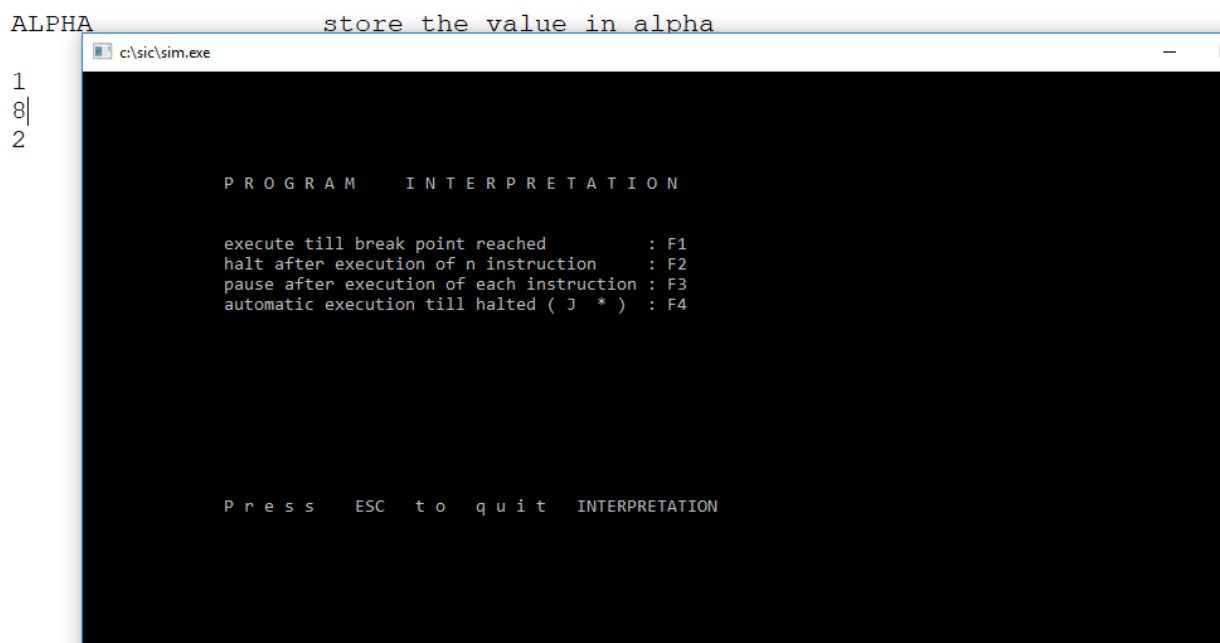 ALPHA store the value in alpha
c:\sic\sim.exe
1
8
2
P R O G R A M I N T E R P R E T A T I O N
execute till break point reached : F1
halt after execution of n instruction : F2
pause after execution of each instruction : F3
automatic execution till halted ( J * ) : F4
P r e s s ESC t o q u i t INTERPRETATION